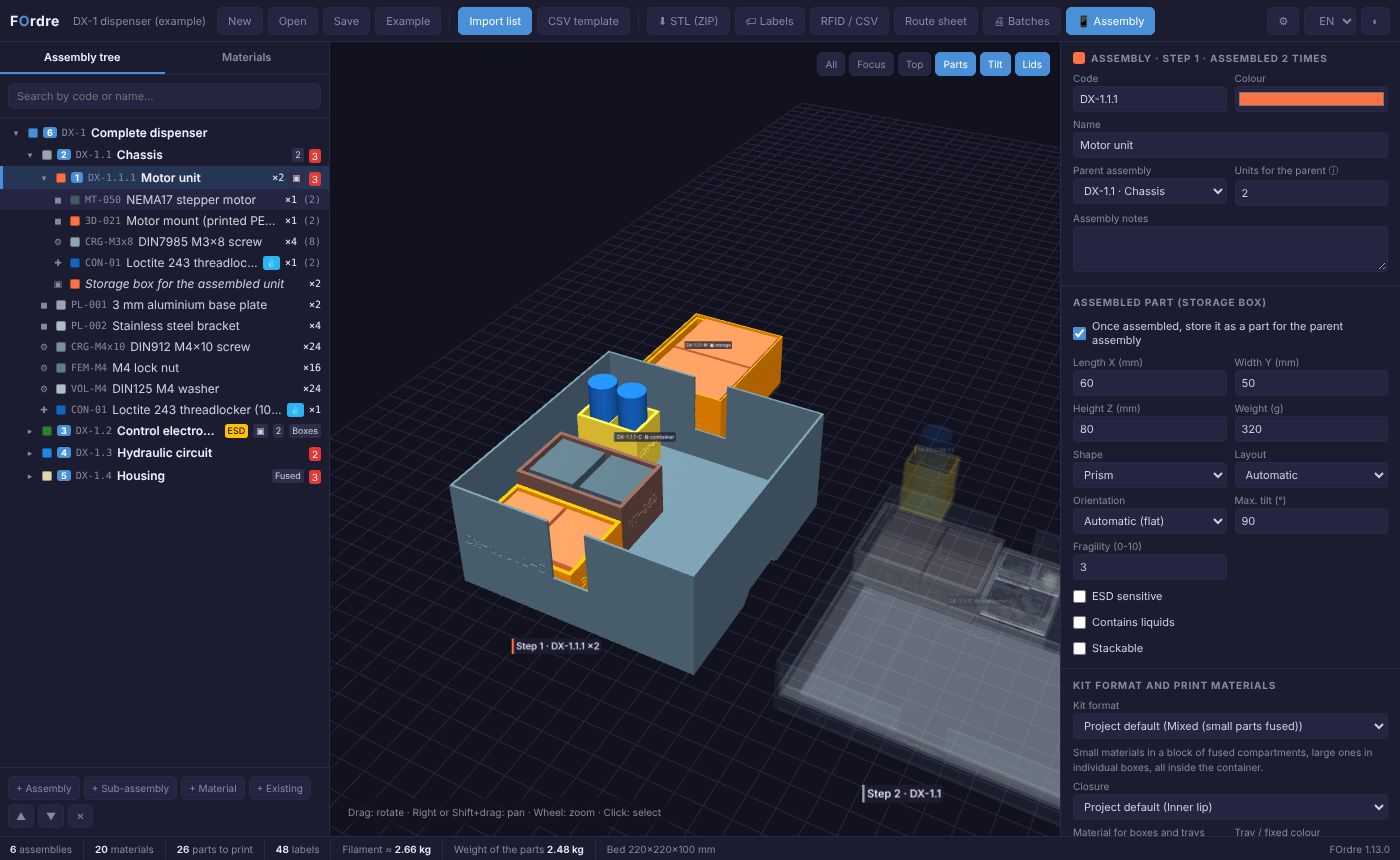 FOrdre DX-1 dispenser (example) New Open Save Example Import list CSV template ⬇ STL (ZIP) 🏷 Labels RFID / CSV Route sheet 🖨 Batches 📱 Assembly ⚙ EN
Assembly tree Materials
Search by code or name...
▾ 6 DX-1 Complete dispenser
▾ 2 DX-1.1 Chassis 2 3
▾ 1 DX-1.1.1 Motor unit ×2 ▣ 3
MT-050 NEMA17 stepper motor ×1 (2)
3D-021 Motor mount (printed PE... ×1 (2)
CRG-M3x8 DIN7985 M3×8 screw ×4 (8)
CON-01 Loctite 243 threadloc... 💧 ×1 (2)
Storage box for the assembled unit ×2
PL-001 3 mm aluminium base plate ×2
PL-002 Stainless steel bracket ×4
CRG-M4x10 DIN912 M4×10 screw ×24
FEM-M4 M4 lock nut ×16
VOL-M4 DIN125 M4 washer ×24
CON-01 Loctite 243 threadlocker (10... 💧 ×1
▸ 3 DX-1.2 Control electro... ESD ▣ 2 Boxes
▸ 4 DX-1.3 Hydraulic circuit 2
▸ 5 DX-1.4 Housing Fused 3
+ Assembly + Sub-assembly + Material + Existing
▲ ▼ ×
All Focus Top Parts Tilt Lids
Step 1 · DX-1.1.1 ×2
Step 2 · DX-1.1
Drag: rotate · Right or Shift+drag: pan · Wheel: zoom · Click: select
ASSEMBLY · STEP 1 · ASSEMBLED 2 TIMES
Code Colour
DX-1.1.1
Name
Motor unit
Parent assembly Units for the parent ⓘ
DX-1.1 · Chassis 2
Assembly notes
ASSEMBLED PART (STORAGE BOX)
Once assembled, store it as a part for the parent
assembly
Length X (mm) Width Y (mm)
60 50
Height Z (mm) Weight (g)
80 320
Shape Layout
Prism Automatic
Orientation Max. tilt (°)
Automatic (flat) 90
Fragility (0-10)
3
ESD sensitive
Contains liquids
Stackable
KIT FORMAT AND PRINT MATERIALS
Kit format
Project default (Mixed (small parts fused))
Small materials in a block of fused compartments, large ones in
individual boxes, all inside the container.
Closure
Project default (Inner lip)
Material for boxes and trays Tray / fixed colour
6 assemblies 20 materials 26 parts to print 48 labels Filament ≈ 2.66 kg Weight of the parts 2.48 kg Bed 220×220×100 mm FOrdre 1.13.0